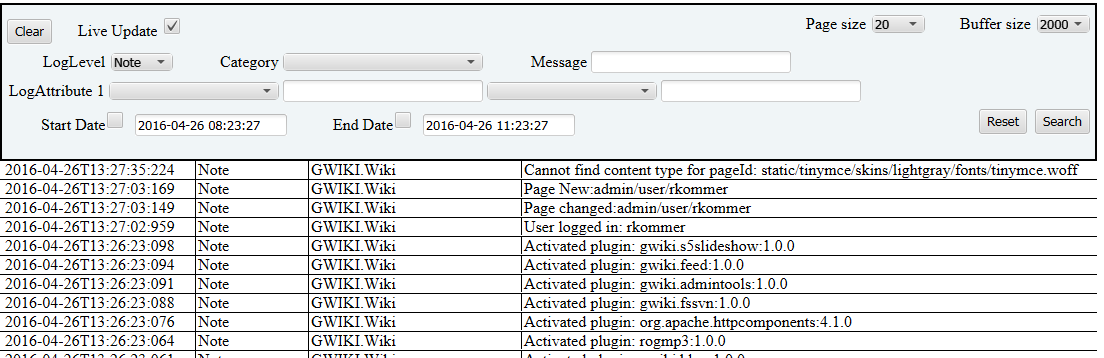 Clear Live Update Page size 20 Buffer size 2000
LogLevel Note Category Message
LogAttribute 1
Start Date 2016-04-26 08:23:27 End Date 2016-04-26 11:23:27 Reset Search
2016-04-26T13:27:35:224 Note GWIKI.Wiki Cannot find content type for pageId: static/tinymce/skins/lightgray/fonts/tinymce.woff
2016-04-26T13:27:03:169 Note GWIKI.Wiki Page New:admin/user/rkommer
2016-04-26T13:27:03:149 Note GWIKI.Wiki Page changed:admin/user/rkommer
2016-04-26T13:27:02:959 Note GWIKI.Wiki User logged in: rkommer
2016-04-26T13:26:23:098 Note GWIKI.Wiki Activated plugin: gwiki.s5slideshow:1.0.0
2016-04-26T13:26:23:094 Note GWIKI.Wiki Activated plugin: gwiki.feed:1.0.0
2016-04-26T13:26:23:091 Note GWIKI.Wiki Activated plugin: gwiki.admintools:1.0.0
2016-04-26T13:26:23:088 Note GWIKI.Wiki Activated plugin: gwiki.fssvn:1.0.0
2016-04-26T13:26:23:076 Note GWIKI.Wiki Activated plugin: org.apache.httpcomponents:4.1.0
2016-04-26T13:26:23:064 Note GWIKI.Wiki Activated plugin: rogmp3:1.0.0